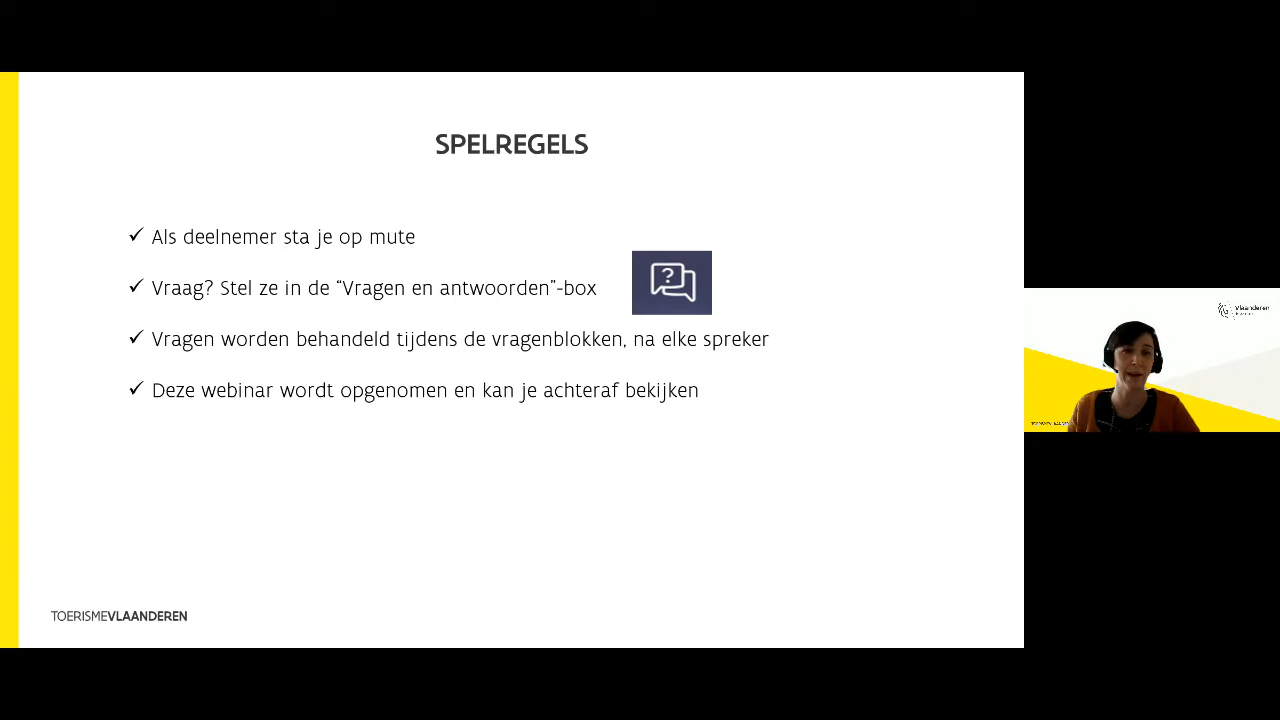 SPELREGELS
✓ Als deelnemer sta je op mute
✓ Vraag? Stel ze in de “Vragen en antwoorden”-box
?
✓ Vragen worden behandeld tijdens de vragenblokken, na elke spreker
✓ Deze webinar wordt opgenomen en kan je achteraf bekijken
TOERISMEVLAANDEREN
Vlaanderen